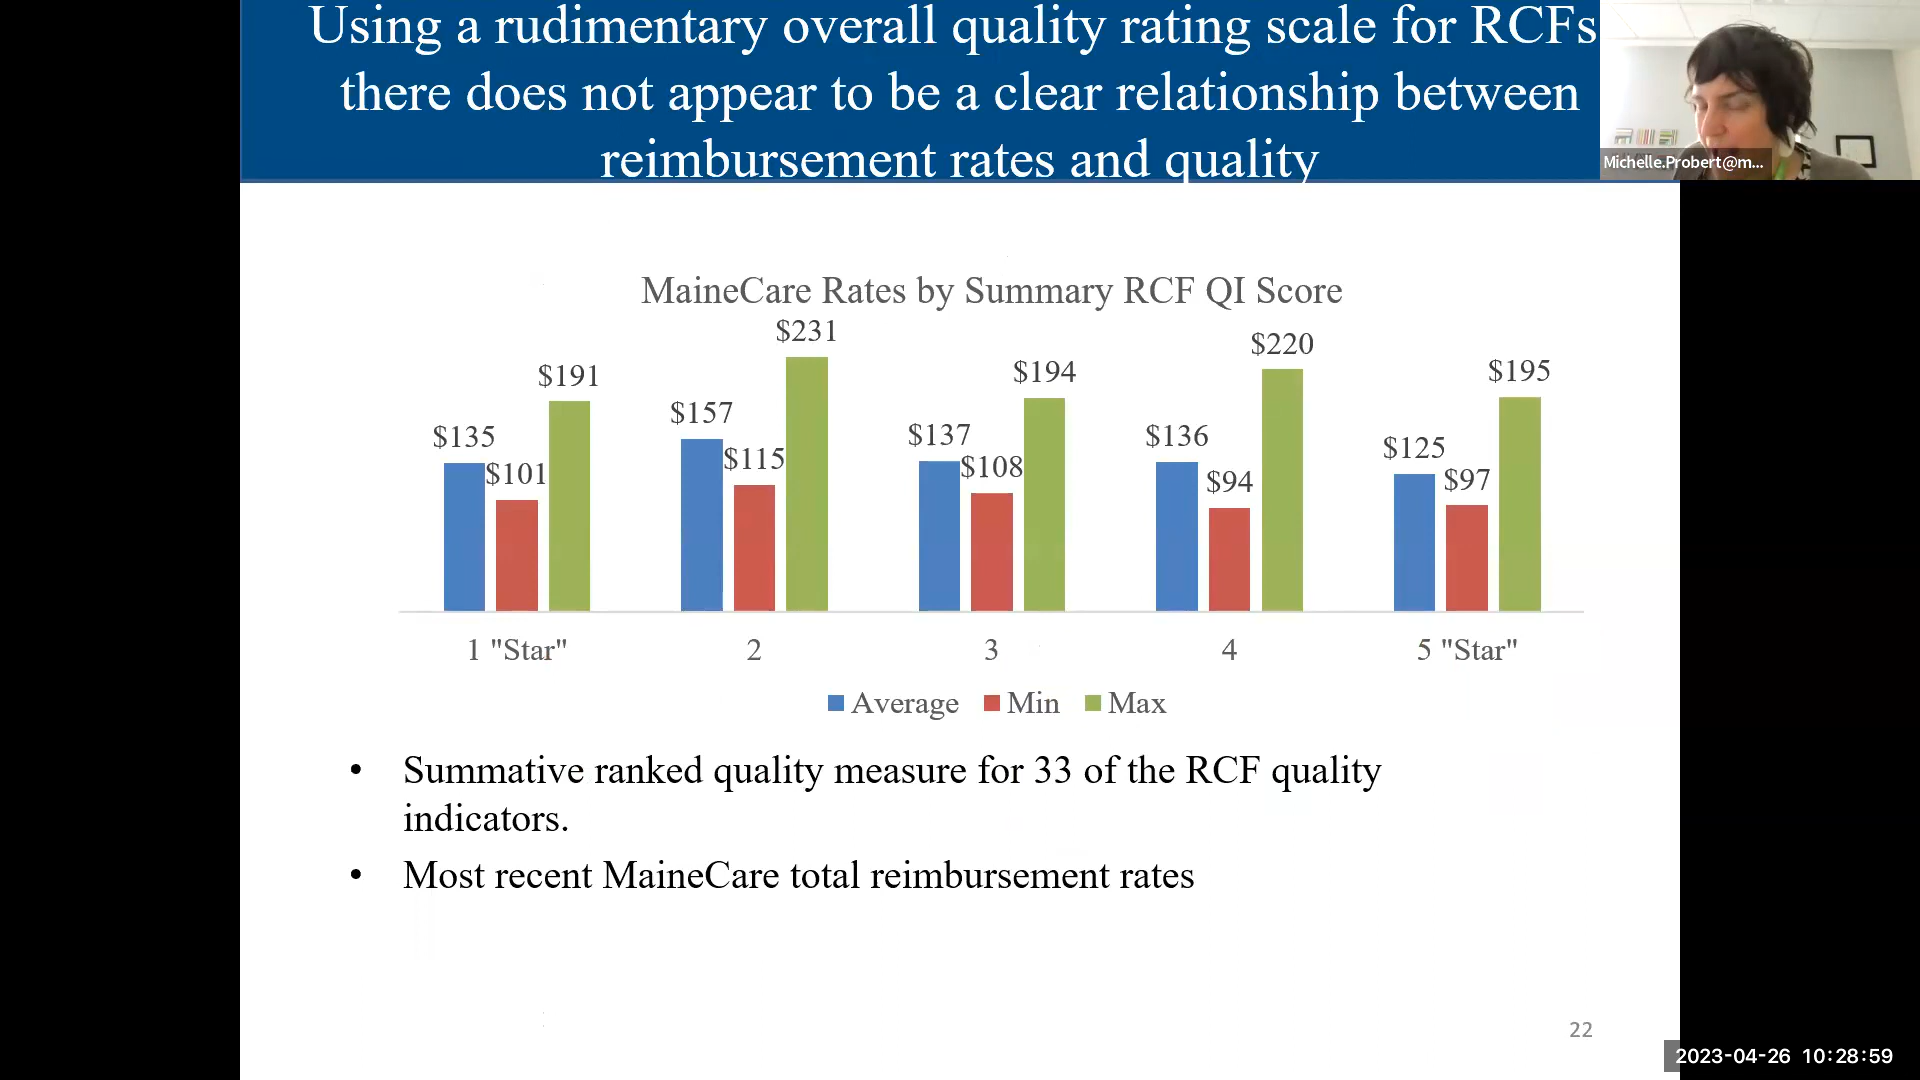 Using a rudimentary overall quality rating scale for RCFs
there does not appear to be a clear relationship between
reimbursement rates and quality
Michelle.Probert@m...
MaineCare Rates by Summary RCF QI Score
$135 $101 $191 $157 $115 $231 $137 $108 $194 $136 $94 $220 $125 $97 $195
1 "Star" 2 3 4 5 "Star"
Average Min Max
• Summative ranked quality measure for 33 of the RCF quality
indicators.
• Most recent MaineCare total reimbursement rates
22
2023-04-26 10:28:59